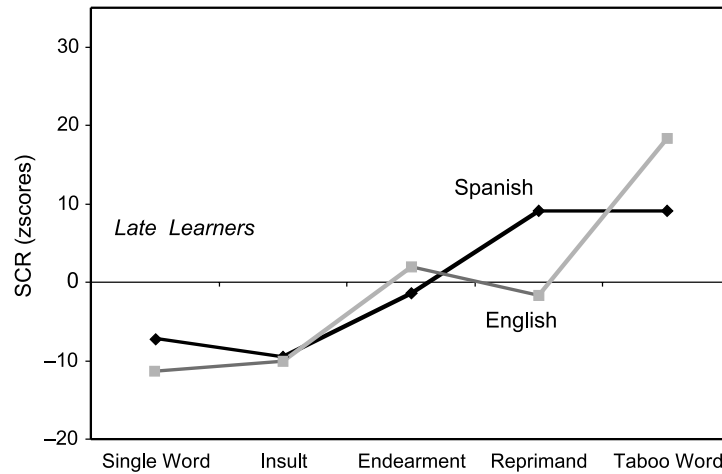 30
20
10
0
–10
–20
SCR (zscores)
Late Learners
Spanish
English
Single Word
Insult
Endearment
Reprimand
Taboo Word